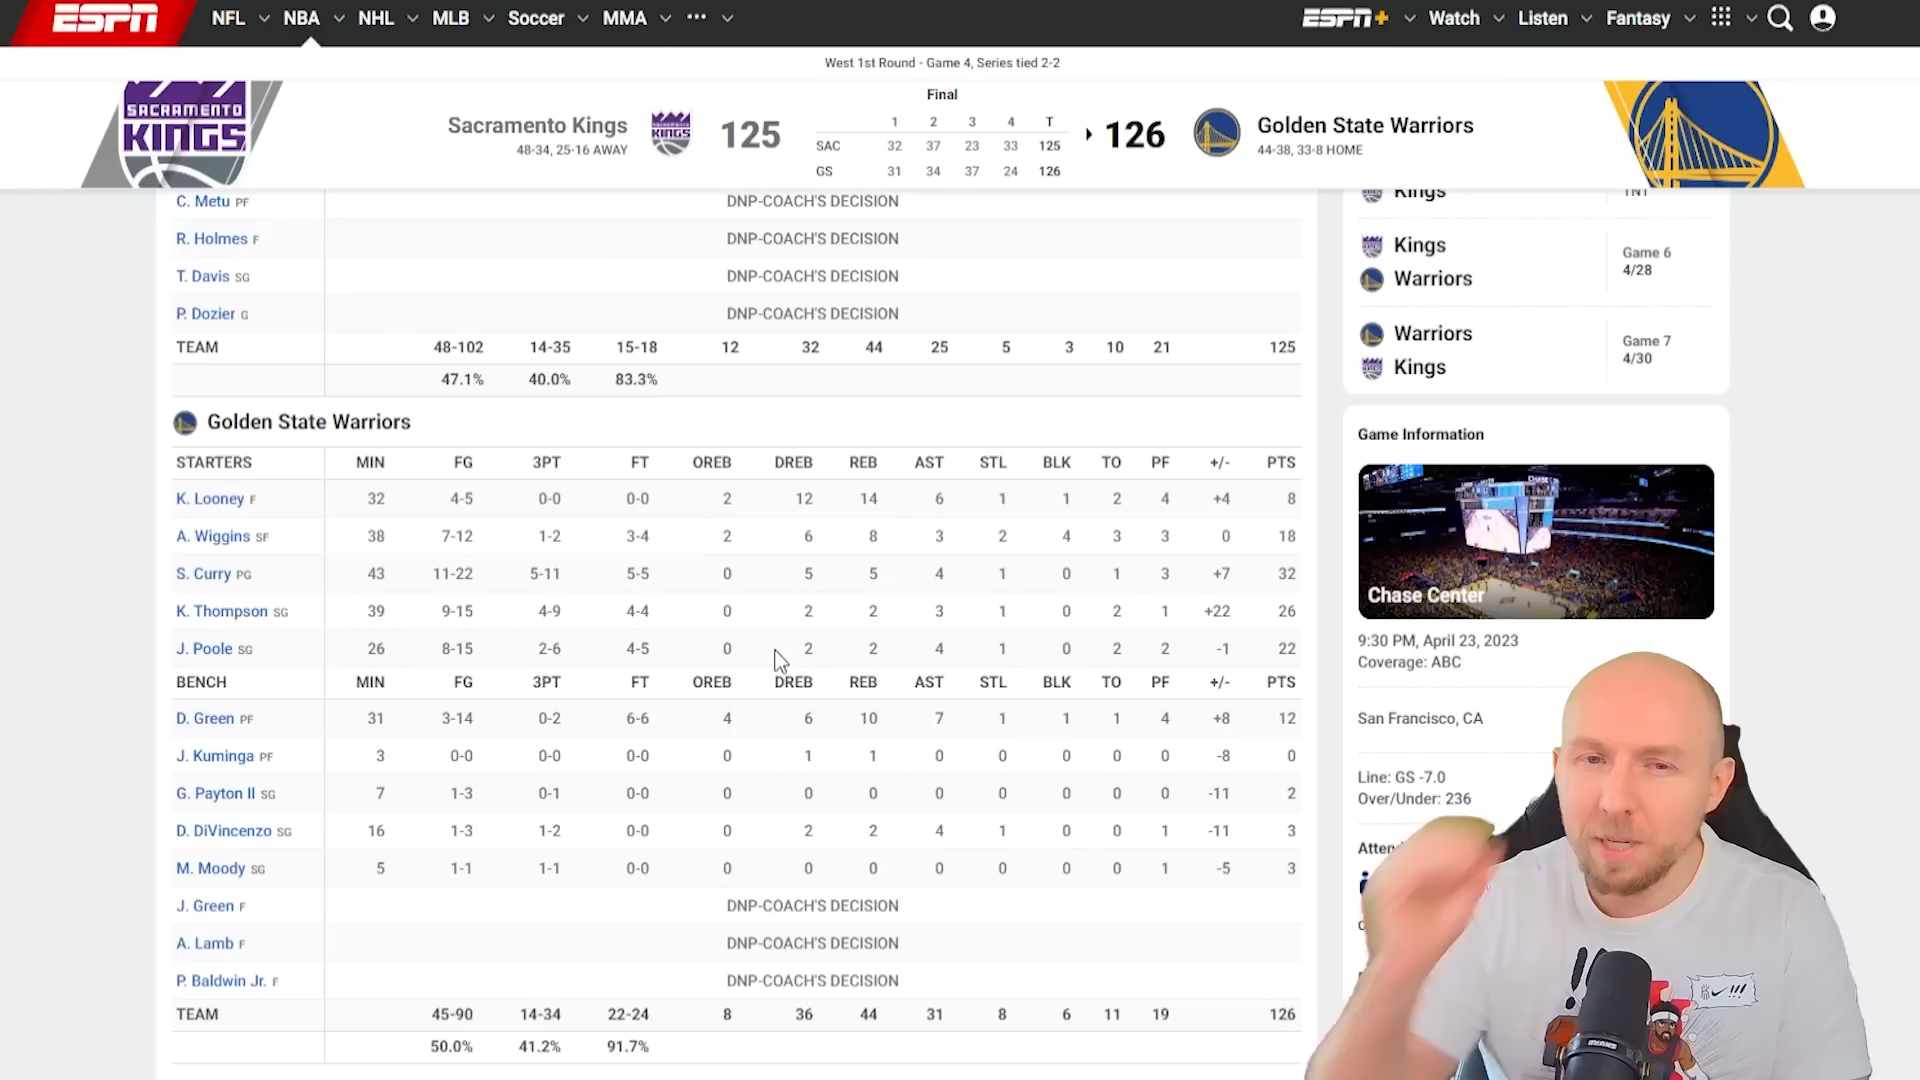 ESPN NFL NBA NHL MLB Soccer MMA ••• ESPN+ Watch Listen Fantasy
West 1st Round - Game 4, Series tied 2-2
SACRAMENTO KINGS
Sacramento Kings
48-34, 25-16 AWAY
KINGS
125
Final
1 2 3 4 T
SAC 32 37 23 33 125
GS 31 34 37 24 126
126
Golden State Warriors
44-38, 33-8 HOME
C. Metu PF DNP-COACH'S DECISION
R. Holmes F DNP-COACH'S DECISION
T. Davis SG DNP-COACH'S DECISION
P. Dozier G DNP-COACH'S DECISION
TEAM 48-102 14-35 15-18 12 32 44 25 5 3 10 21 125
47.1% 40.0% 83.3%
Golden State Warriors
STARTERS MIN FG 3PT FT OREB DREB REB AST STL BLK TO PF +/- PTS
K. Looney F 32 4-5 0-0 0-0 2 12 14 6 1 1 2 4 +4 8
A. Wiggins SF 38 7-12 1-2 3-4 2 6 8 3 2 4 3 3 0 18
S. Curry PG 43 11-22 5-11 5-5 0 5 5 4 1 0 1 3 +7 32
K. Thompson SG 39 9-15 4-9 4-4 0 2 2 3 1 0 2 1 +22 26
J. Poole SG 26 8-15 2-6 4-5 0 2 2 4 1 0 2 2 -1 22
BENCH MIN FG 3PT FT OREB DREB REB AST STL BLK TO PF +/- PTS
D. Green PF 31 3-14 0-2 6-6 4 6 10 7 1 1 1 4 +8 12
J. Kuminga PF 3 0-0 0-0 0-0 0 1 1 0 0 0 0 0 -8 0
G. Payton II SG 7 1-3 0-1 0-0 0 0 0 0 0 0 0 0 -11 2
D. DiVincenzo SG 16 1-3 1-2 0-0 0 2 2 4 1 0 0 1 -11 3
M. Moody SG 5 1-1 1-1 0-0 0 0 0 0 0 0 0 1 -5 3
J. Green F DNP-COACH'S DECISION
A. Lamb F DNP-COACH'S DECISION
P. Baldwin Jr. F DNP-COACH'S DECISION
TEAM 45-90 14-34 22-24 8 36 44 31 8 6 11 19 126
50.0% 41.2% 91.7%
Kings
TNT
Kings
Warriors
Game 6
4/28
Warriors
Kings
Game 7
4/30
Game Information
Chase Center
9:30 PM, April 23, 2023
Coverage: ABC
San Francisco, CA
Line: GS -7.0
Over/Under: 236